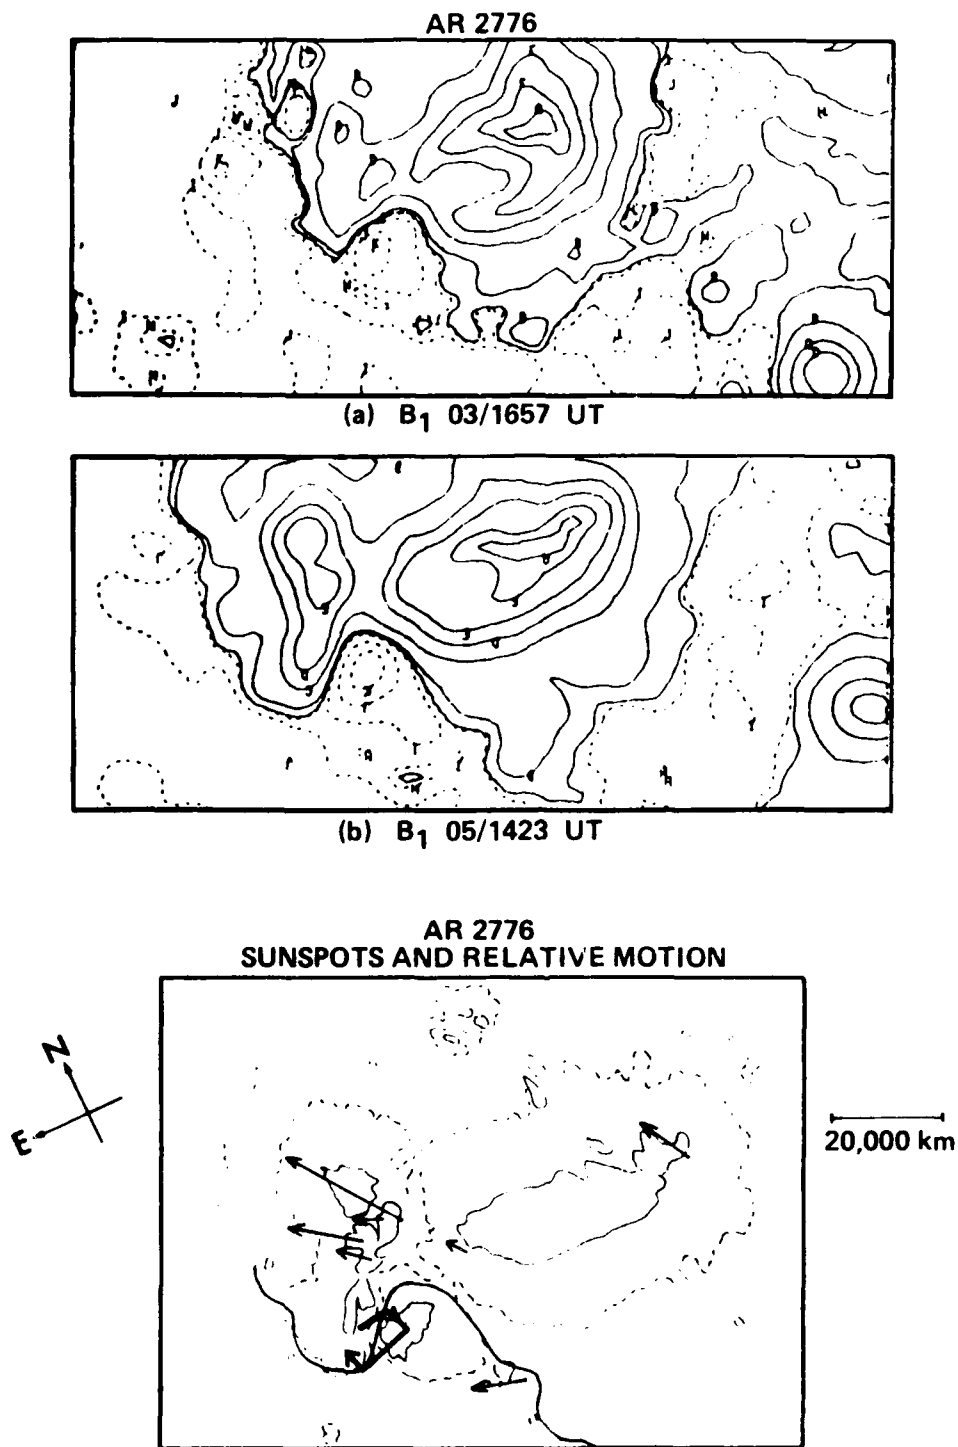 AR 2776
(a) B1 03/1657 UT
(b) B1 05/1423 UT
AR 2776
SUNSPOTS AND RELATIVE MOTION
N
E
20,000 km